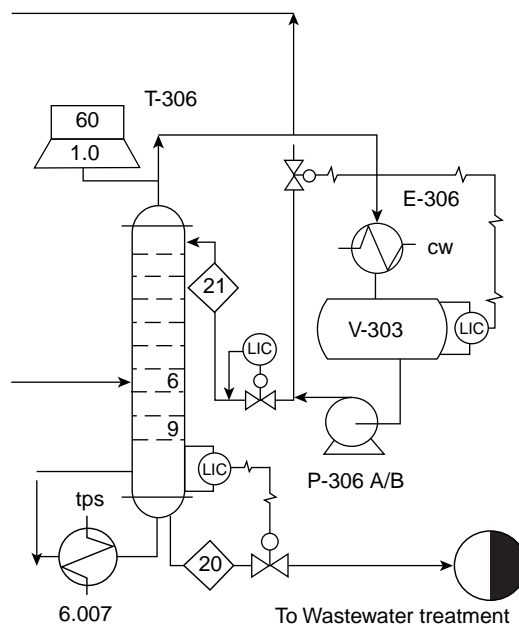 T-306
60
1.0
E-306
cw
21
V-303
LIC
LIC
6
9
LIC
P-306 A/B
tps
20
6.007
To Wastewater treatment